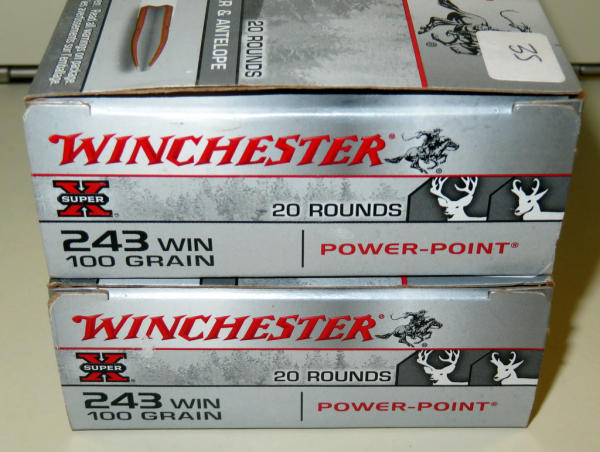 R & ANTELOPE
20 ROUNDS
35
WINCHESTER®
X
SUPER
20 ROUNDS
243 WIN
100 GRAIN
POWER-POINT®
WINCHESTER®
X
SUPER
20 ROUNDS
243 WIN
100 GRAIN
POWER-POINT®